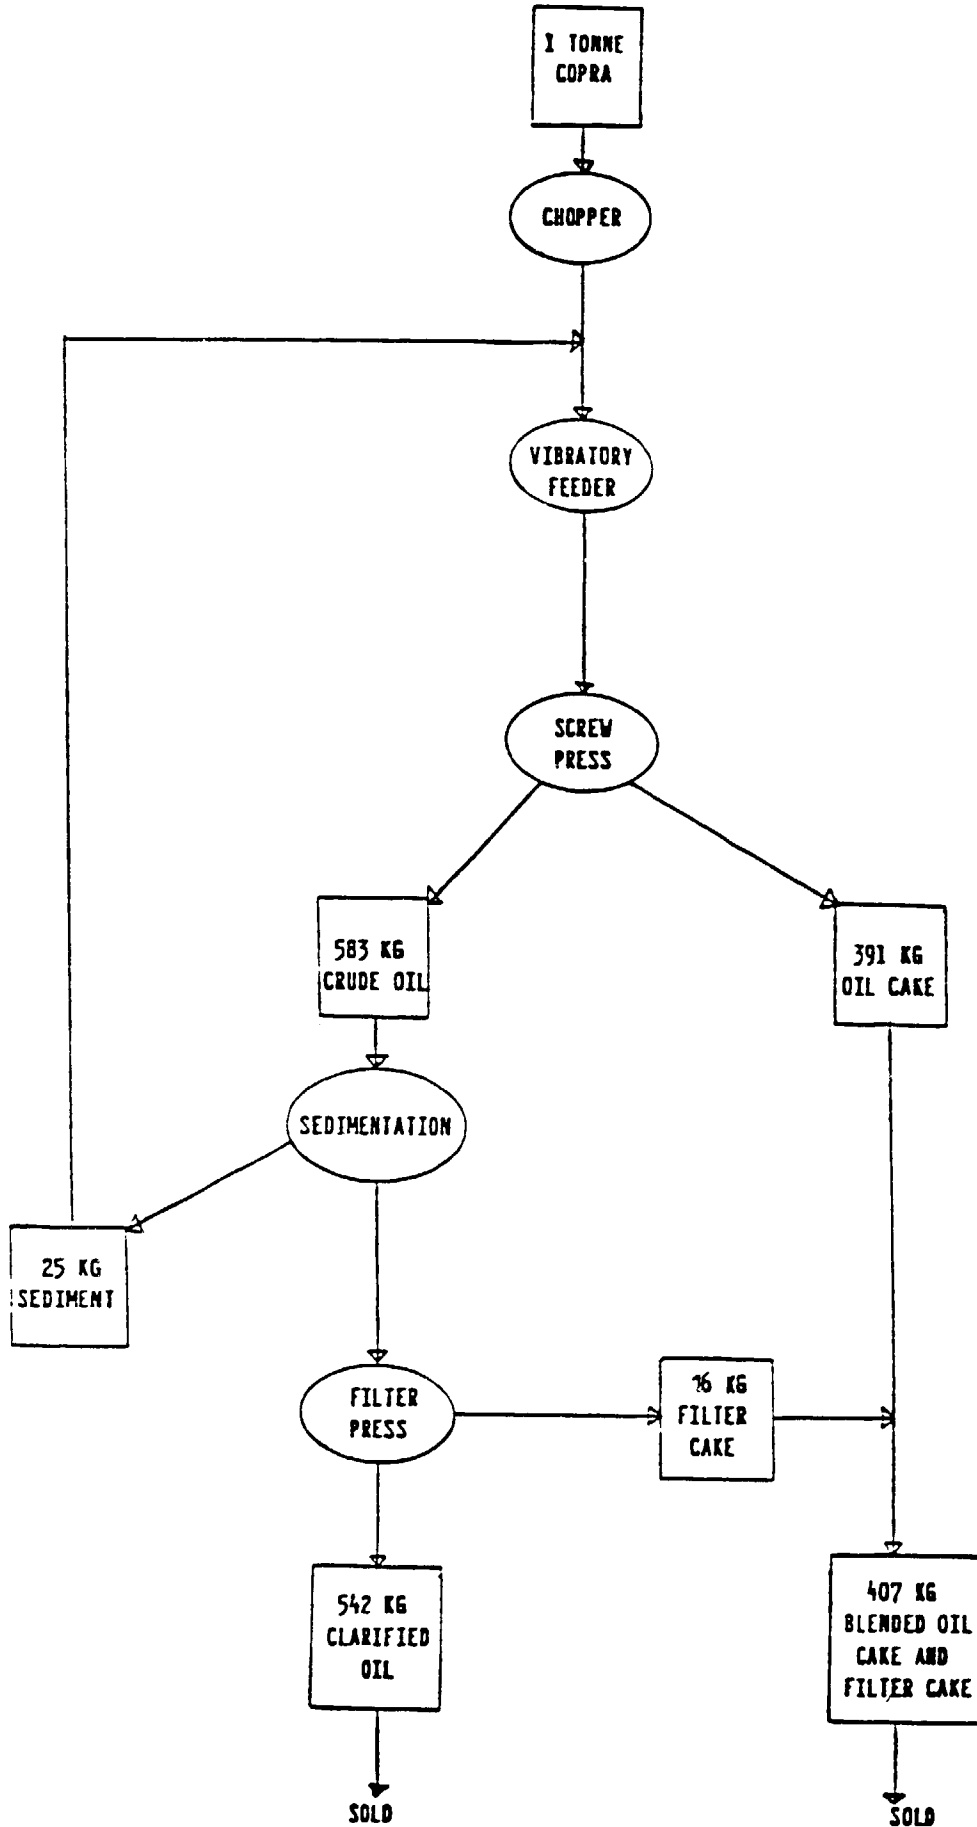 1 TONNE
COPRA
CHOPPER
VIBRATORY
FEEDER
SCREW
PRESS
583 KG
CRUDE OIL
391 KG
OIL CAKE
SEDIMENTATION
25 KG
SEDIMENT
FILTER
PRESS
16 KG
FILTER
CAKE
542 KG
CLARIFIED
OIL
407 KG
BLENDED OIL
CAKE AND
FILTER CAKE
SOLD
SOLD